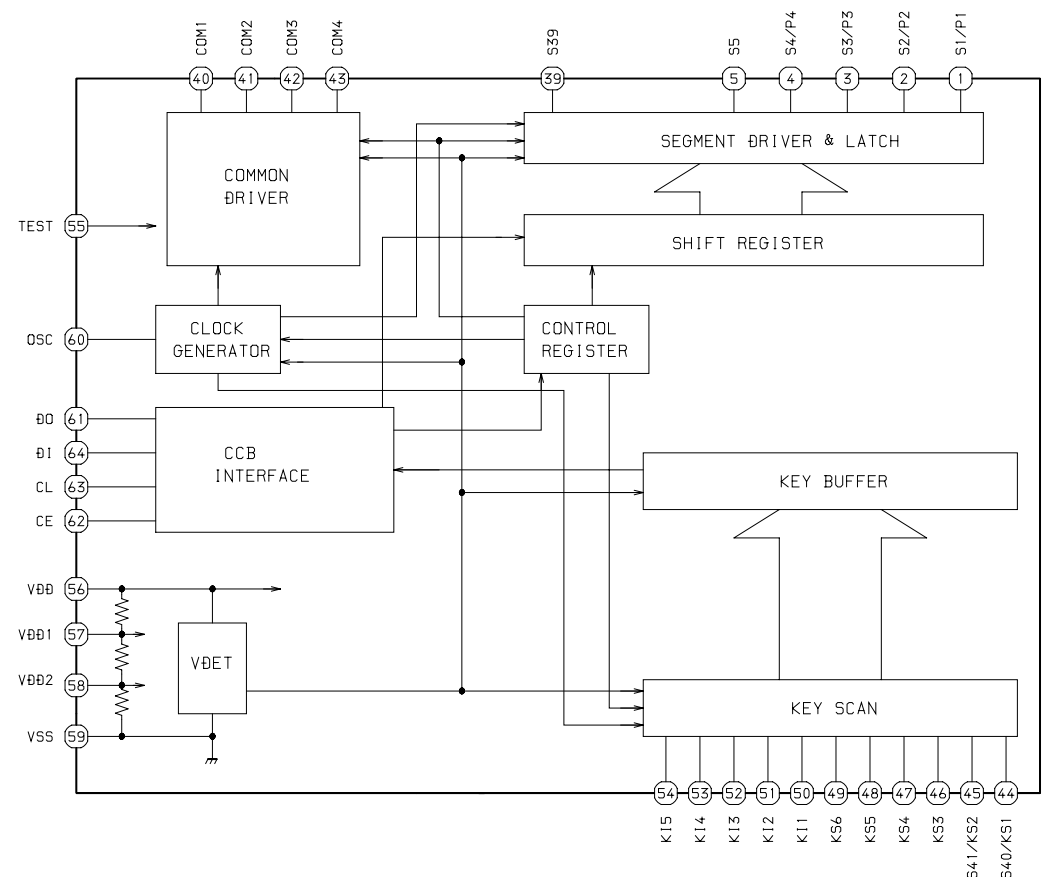 COM1
COM2
COM3
COM4
S39
S5
S4/P4
S3/P3
S2/P2
S1/P1
40
41
42
43
39
5
4
3
2
1
COMMON
DRIVER
SEGMENT DRIVER & LATCH
TEST
55
SHIFT REGISTER
OSC
60
CLOCK
GENERATOR
CONTROL
REGISTER
DO
61
DI
64
CL
63
CE
62
CCB
INTERFACE
KEY BUFFER
VDD
56
VDD1
57
VDD2
58
VSS
59
VDET
KEY SCAN
54
53
52
51
50
49
48
47
46
45
44
KI5
KI4
KI3
KI2
KI1
KS6
KS5
KS4
KS3
S41/KS2
S40/KS1